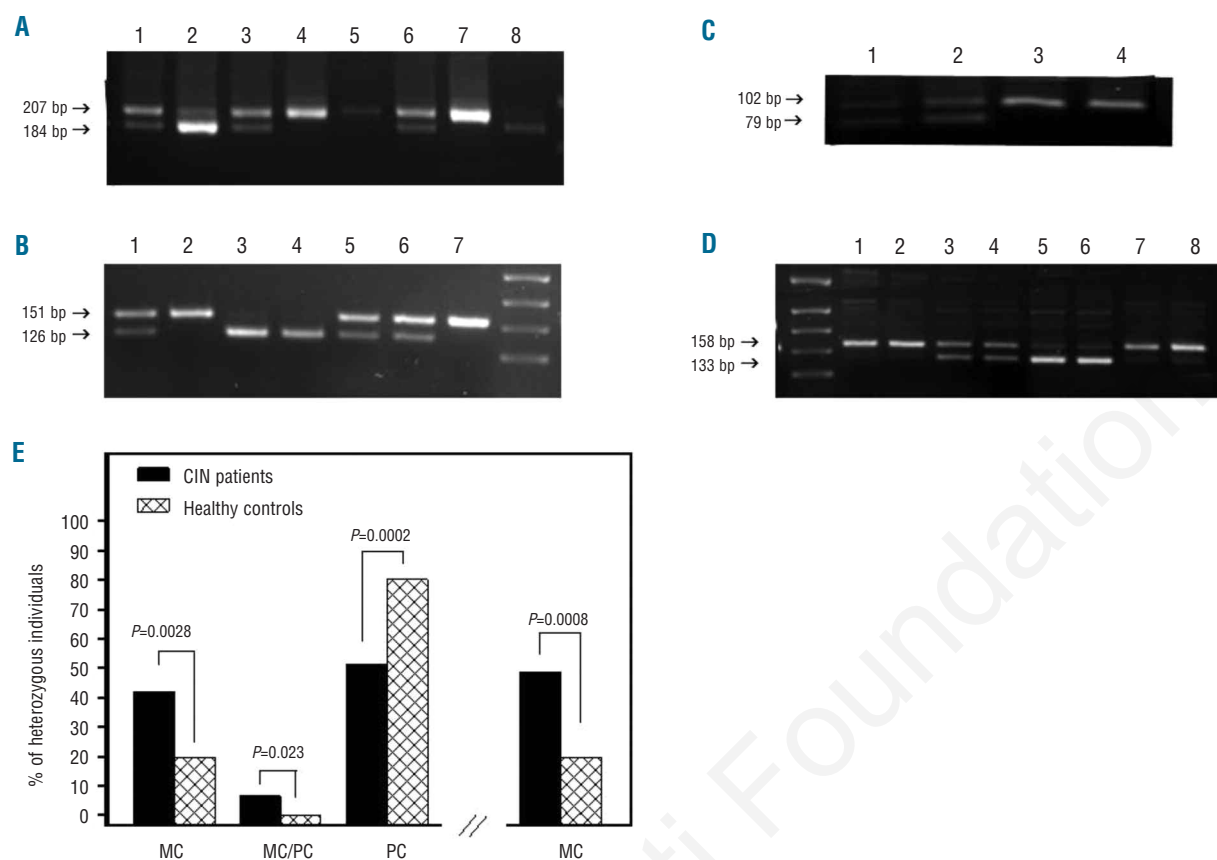 A
1 2 3 4 5 6 7 8
207 bp →
184 bp →
C
1 2 3 4
102 bp →
79 bp →
B
1 2 3 4 5 6 7
151 bp →
126 bp →
D
1 2 3 4 5 6 7 8
158 bp →
133 bp →
E
CIN patients
Healthy controls
% of heterozygous individuals
100
90
80
70
60
50
40
30
20
10
0
P=0.0028
P=0.023
P=0.0002
P=0.0008
MC MC/PC PC // MC
ti Foundation